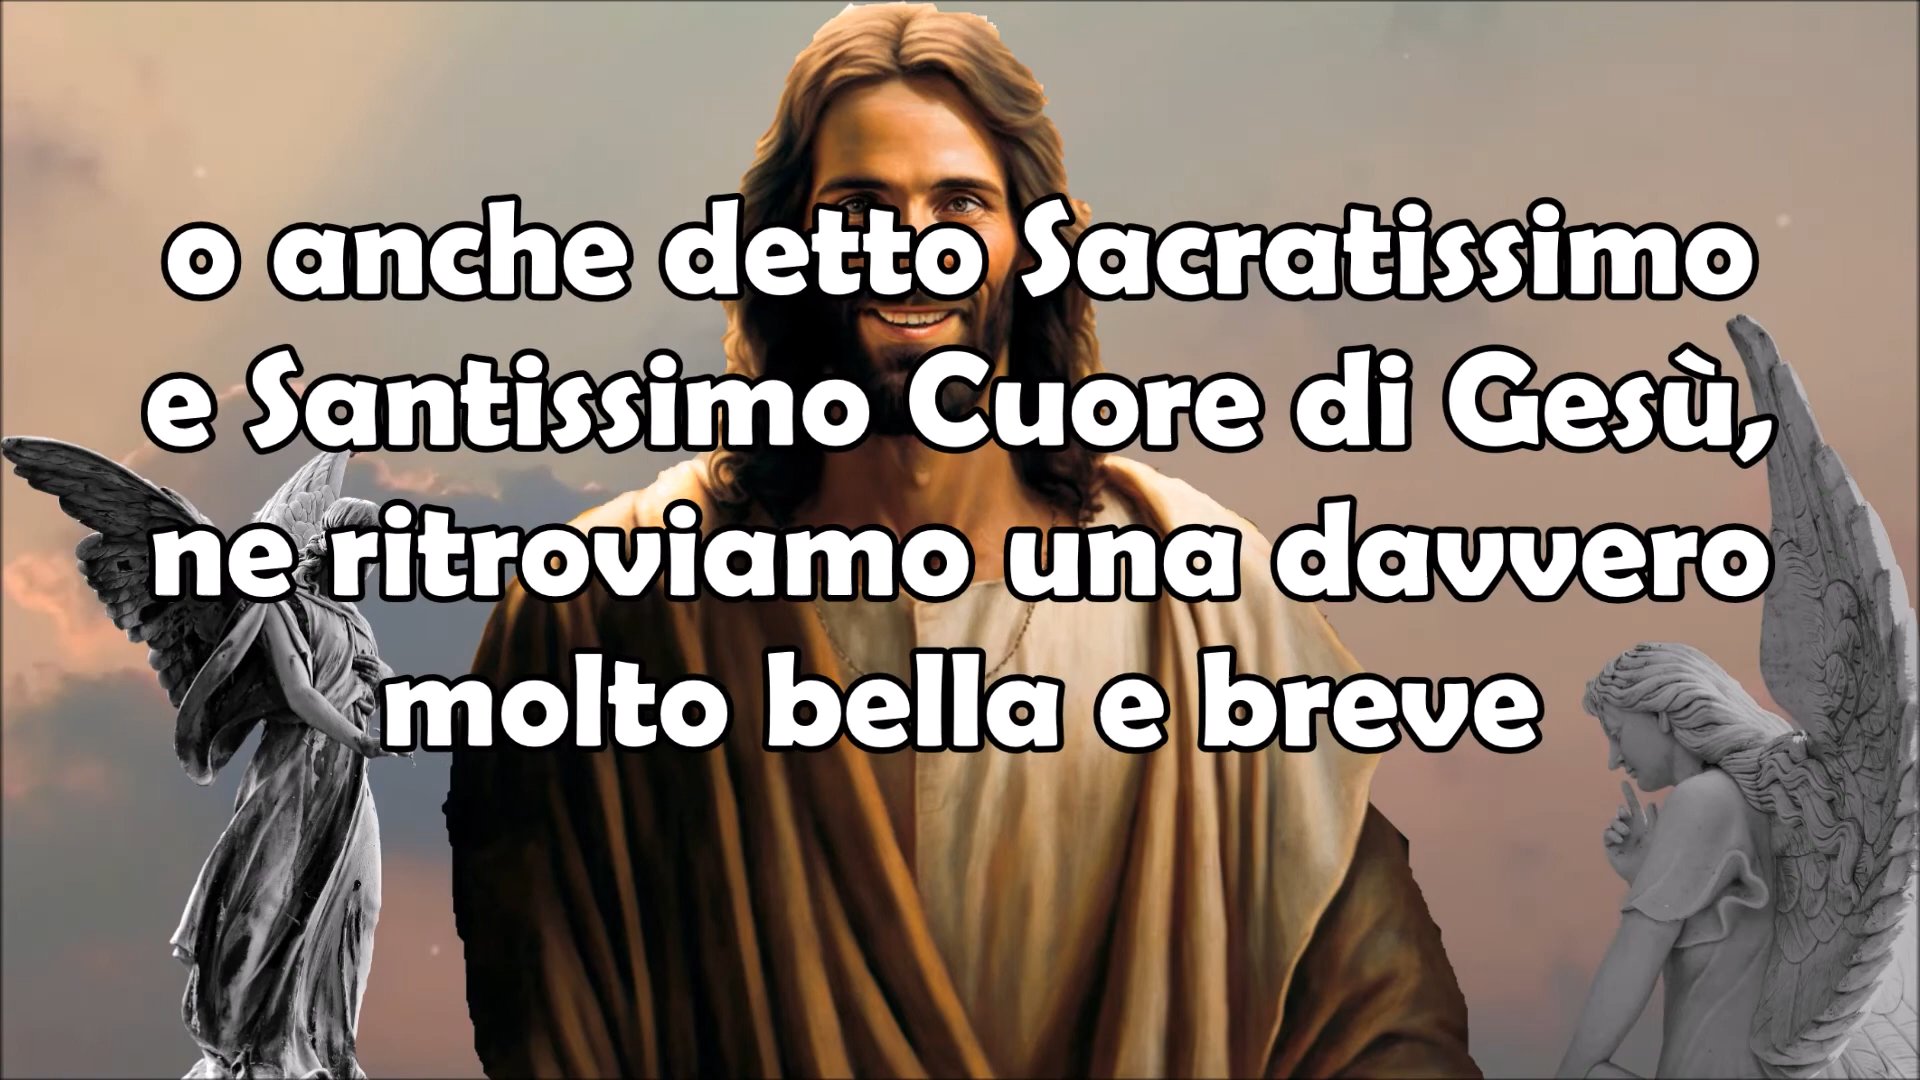 o anche detto Sacratissimo
e Santissimo Cuore di Gesù,
ne ritroviamo una davvero
molto bella e breve